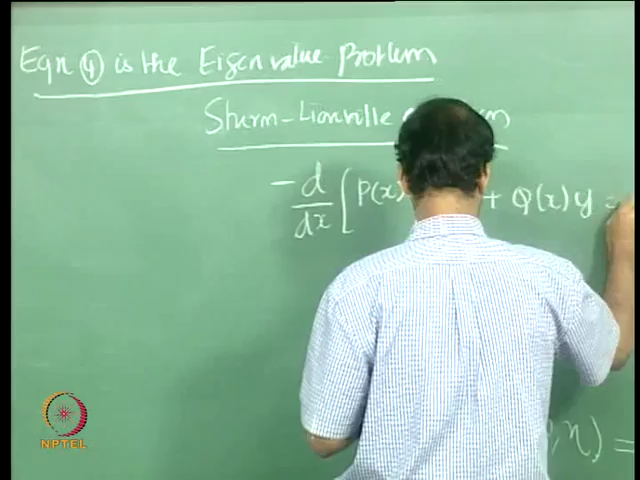 Eqn ④ is the Eigenvalue Problem
Sturm-Liouville
- d/dx [ P(x) + Q(x) y =
, x) =
NPTEL